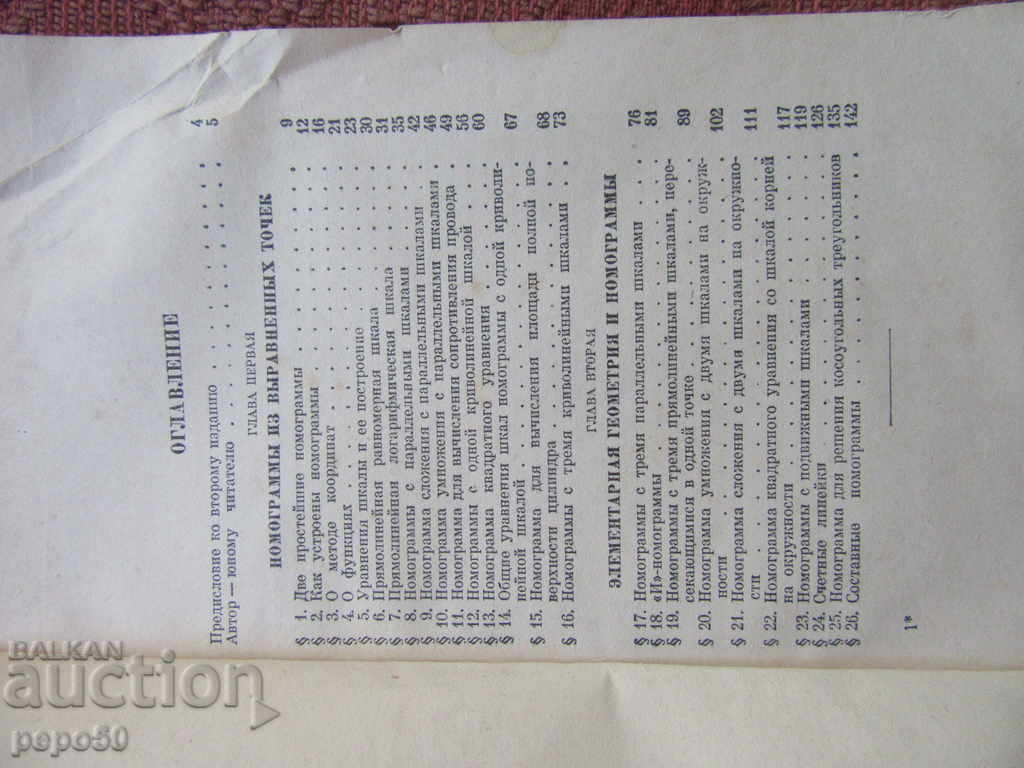 ОГЛАВЛЕНИЕ
Предисловие ко второму изданию . . . . . . . . 4
Автор — юному читателю . . . . . . . . . . 5
ГЛАВА ПЕРВАЯ
НОМОГРАММЫ ИЗ ВЫРАВНЕННЫХ ТОЧЕК
§ 1. Две простейшие номограммы . . . . . . . . 9
§ 2. Как устроены номограммы . . . . . . . . 12
§ 3. О методе координат . . . . . . . . . . 16
§ 4. О функциях . . . . . . . . . . . . 21
§ 5. Уравнения шкалы и ее построение . . . . . . 23
§ 6. Прямолинейная равномерная шкала . . . . . . 30
§ 7. Прямолинейная логарифмическая шкала . . . . 31
§ 8. Номограммы с параллельными шкалами . . . . 35
§ 9. Номограмма сложения с параллельными шкалами . 42
§ 10. Номограмма умножения с параллельными шкалами 46
§ 11. Номограмма для вычисления сопротивления провода 49
§ 12. Номограммы с одной криволинейной шкалой . . . 56
§ 13. Номограмма квадратного уравнения . . . . . . 60
§ 14. Общие уравнения шкал номограммы с одной криволи-
нейной шкалой . . . . . . . . . . . . 67
§ 15. Номограмма для вычисления площади полной по-
верхности цилиндра . . . . . . . . . . 68
§ 16. Номограммы с тремя криволинейными шкалами . . 73
ГЛАВА ВТОРАЯ
ЭЛЕМЕНТАРНАЯ ГЕОМЕТРИЯ И НОМОГРАММЫ
§ 17. Номограммы с тремя параллельными шкалами . . . 76
§ 18. «И»-номограммы . . . . . . . . . . . 81
§ 19. Номограммы с тремя прямолинейными шкалами, пере-
секающимися в одной точке . . . . . . . . 89
§ 20. Номограмма умножения с двумя шкалами на окруж-
ности . . . . . . . . . . . . . . 102
§ 21. Номограмма сложения с двумя шкалами на окружно-
сти . . . . . . . . . . . . . . . 111
§ 22. Номограмма квадратного уравнения со шкалой корней
на окружности . . . . . . . . . . . . 117
§ 23. Номограммы с подвижными шкалами . . . . . . 119
§ 24. Счетные линейки . . . . . . . . . . . 126
§ 25. Номограмма для решения косоугольных треугольников 135
§ 26. Составные номограммы . . . . . . . . . 142
1*
BALKAN
auction
pepo50